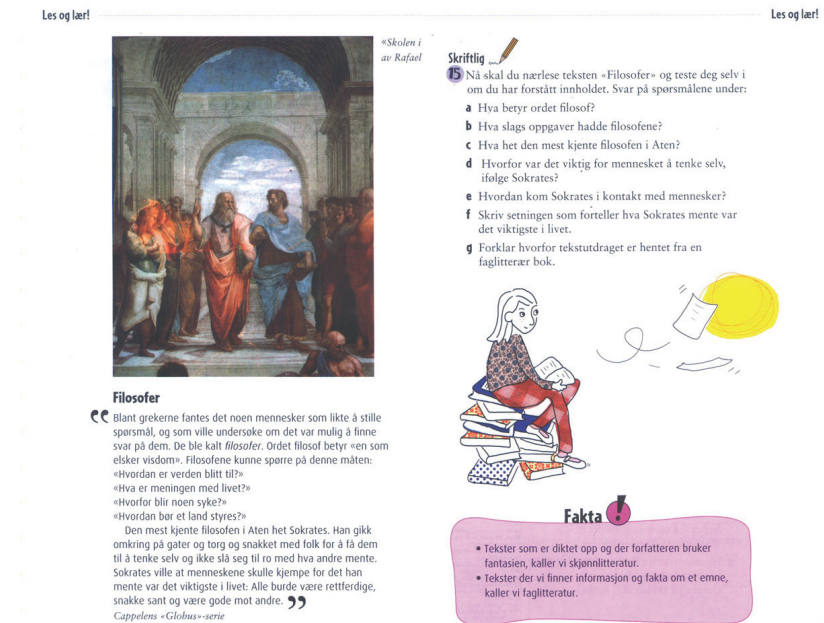 Les og lær!
Les og lær!
«Skolen i
av Rafael
Filosofer
Blant grekerne fantes det noen mennesker som likte å stille
spørsmål, og som ville undersøke om det var mulig å finne
svar på dem. De ble kalt filosofer. Ordet filosof betyr «en som
elsker visdom». Filosofene kunne spørre på denne måten:
«Hvordan er verden blitt til?»
«Hva er meningen med livet?»
«Hvorfor blir noen syke?»
«Hvordan bør et land styres?»
Den mest kjente filosofen i Aten het Sokrates. Han gikk
omkring på gater og torg og snakket med folk for å få dem
til å tenke selv og ikke slå seg til ro med hva andre mente.
Sokrates ville at menneskene skulle kjempe for det han
mente var det viktigste i livet: Alle burde være rettferdige,
snakke sant og være gode mot andre.
Cappelens «Globus»-serie
Skriftlig
15 Nå skal du nærlese teksten «Filosofer» og teste deg selv i
om du har forstått innholdet. Svar på spørsmålene under:
a Hva betyr ordet filosof?
b Hva slags oppgaver hadde filosofene?
c Hva het den mest kjente filosofen i Aten?
d Hvorfor var det viktig for mennesket å tenke selv,
ifølge Sokrates?
e Hvordan kom Sokrates i kontakt med mennesker?
f Skriv setningen som forteller hva Sokrates mente var
det viktigste i livet.
g Forklar hvorfor tekstutdraget er hentet fra en
faglitterær bok.
Fakta !
• Tekster som er diktet opp og der forfatteren bruker
fantasien, kaller vi skjønnlitteratur.
• Tekster der vi finner informasjon og fakta om et emne,
kaller vi faglitteratur.